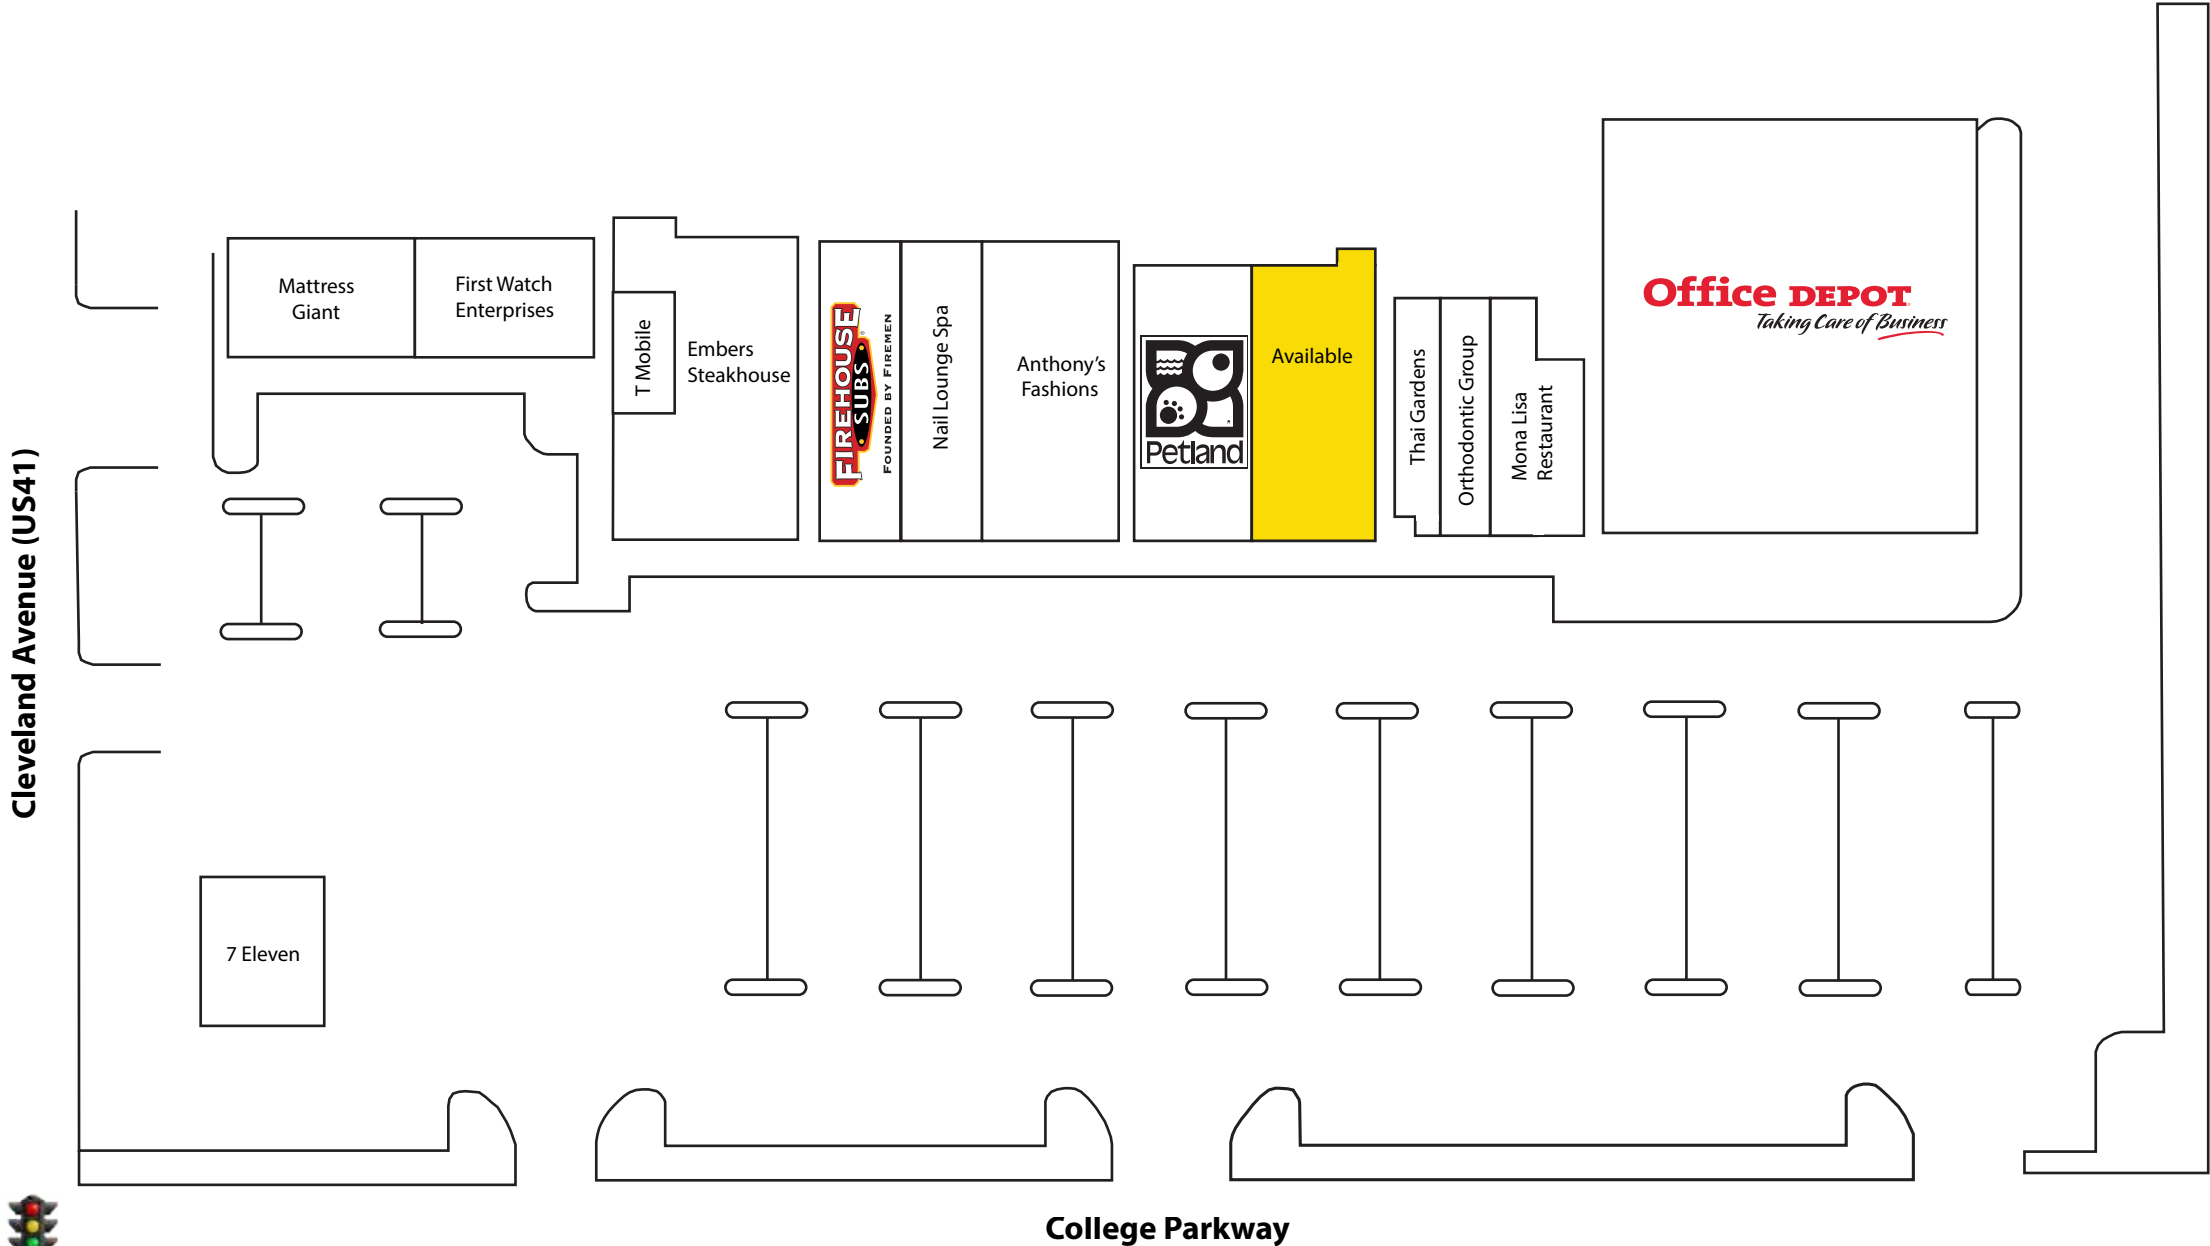 Mattress
Giant
First Watch
Enterprises
T Mobile
Embers
Steakhouse
FIREHOUSE
SUBS
FOUNDED BY FIREMEN
Nail Lounge Spa
Anthony’s
Fashions
Petland
Available
Thai Gardens
Orthodontic Group
Mona Lisa
Restaurant
Office DEPOT
Taking Care of Business
Cleveland Avenue (US41)
7 Eleven
College Parkway